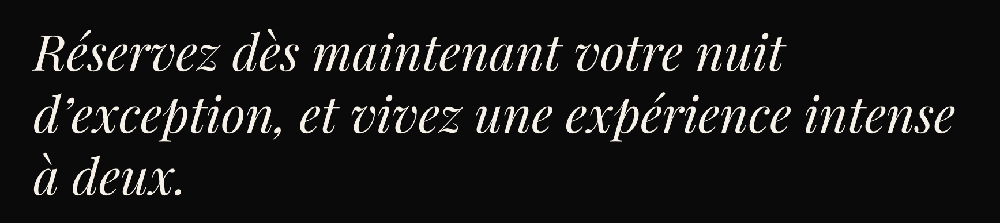 Réservez dès maintenant votre nuit
d’exception, et vivez une expérience intense
à deux.